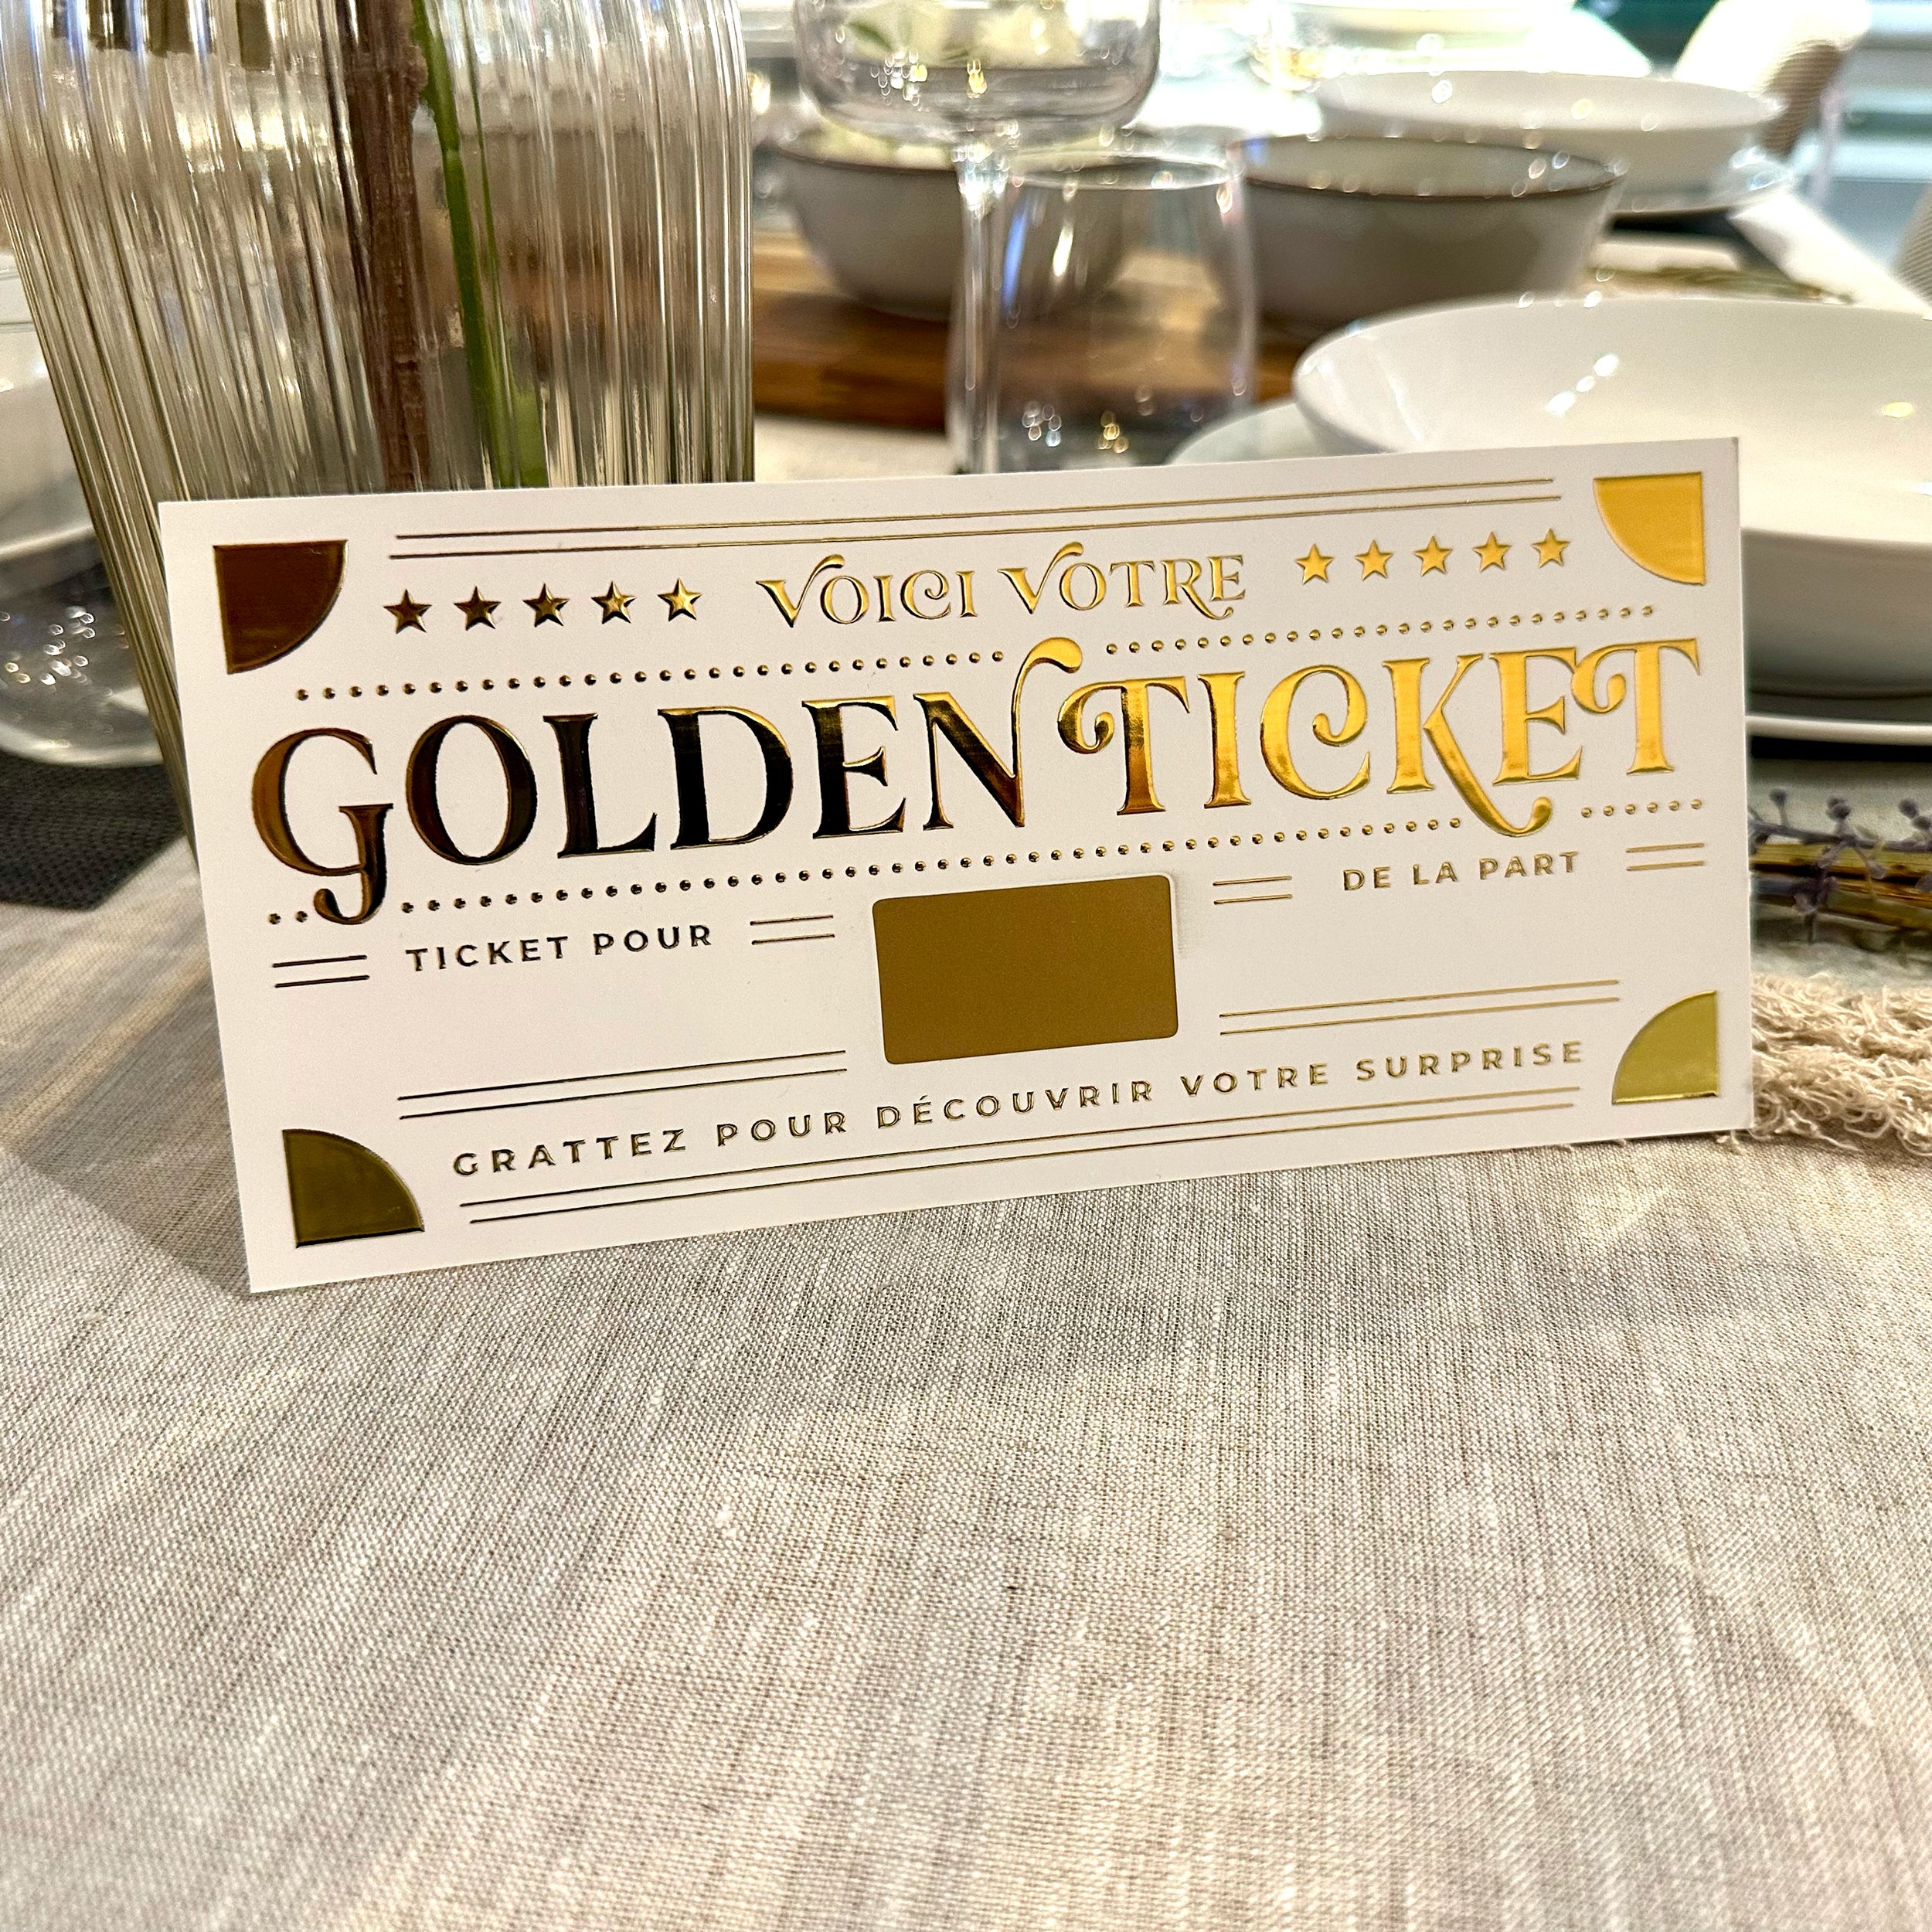 VOICI VOTRE
GOLDEN TICKET
TICKET POUR
DE LA PART
GRATTEZ POUR DÉCOUVRIR VOTRE SURPRISE